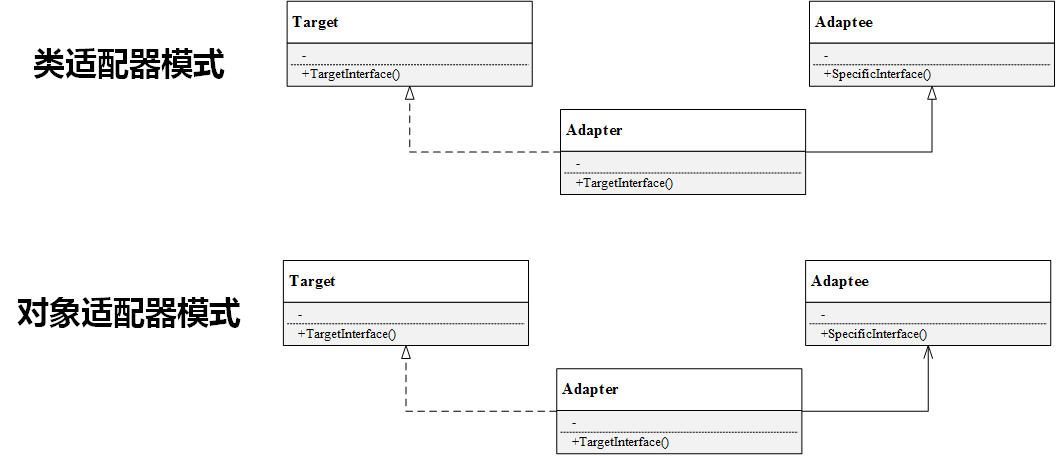 类适配器模式
Target
-
+TargetInterface()
Adaptee
-
+SpecificInterface()
Adapter
-
+TargetInterface()
对象适配器模式
Target
-
+TargetInterface()
Adaptee
-
+SpecificInterface()
Adapter
-
+TargetInterface()